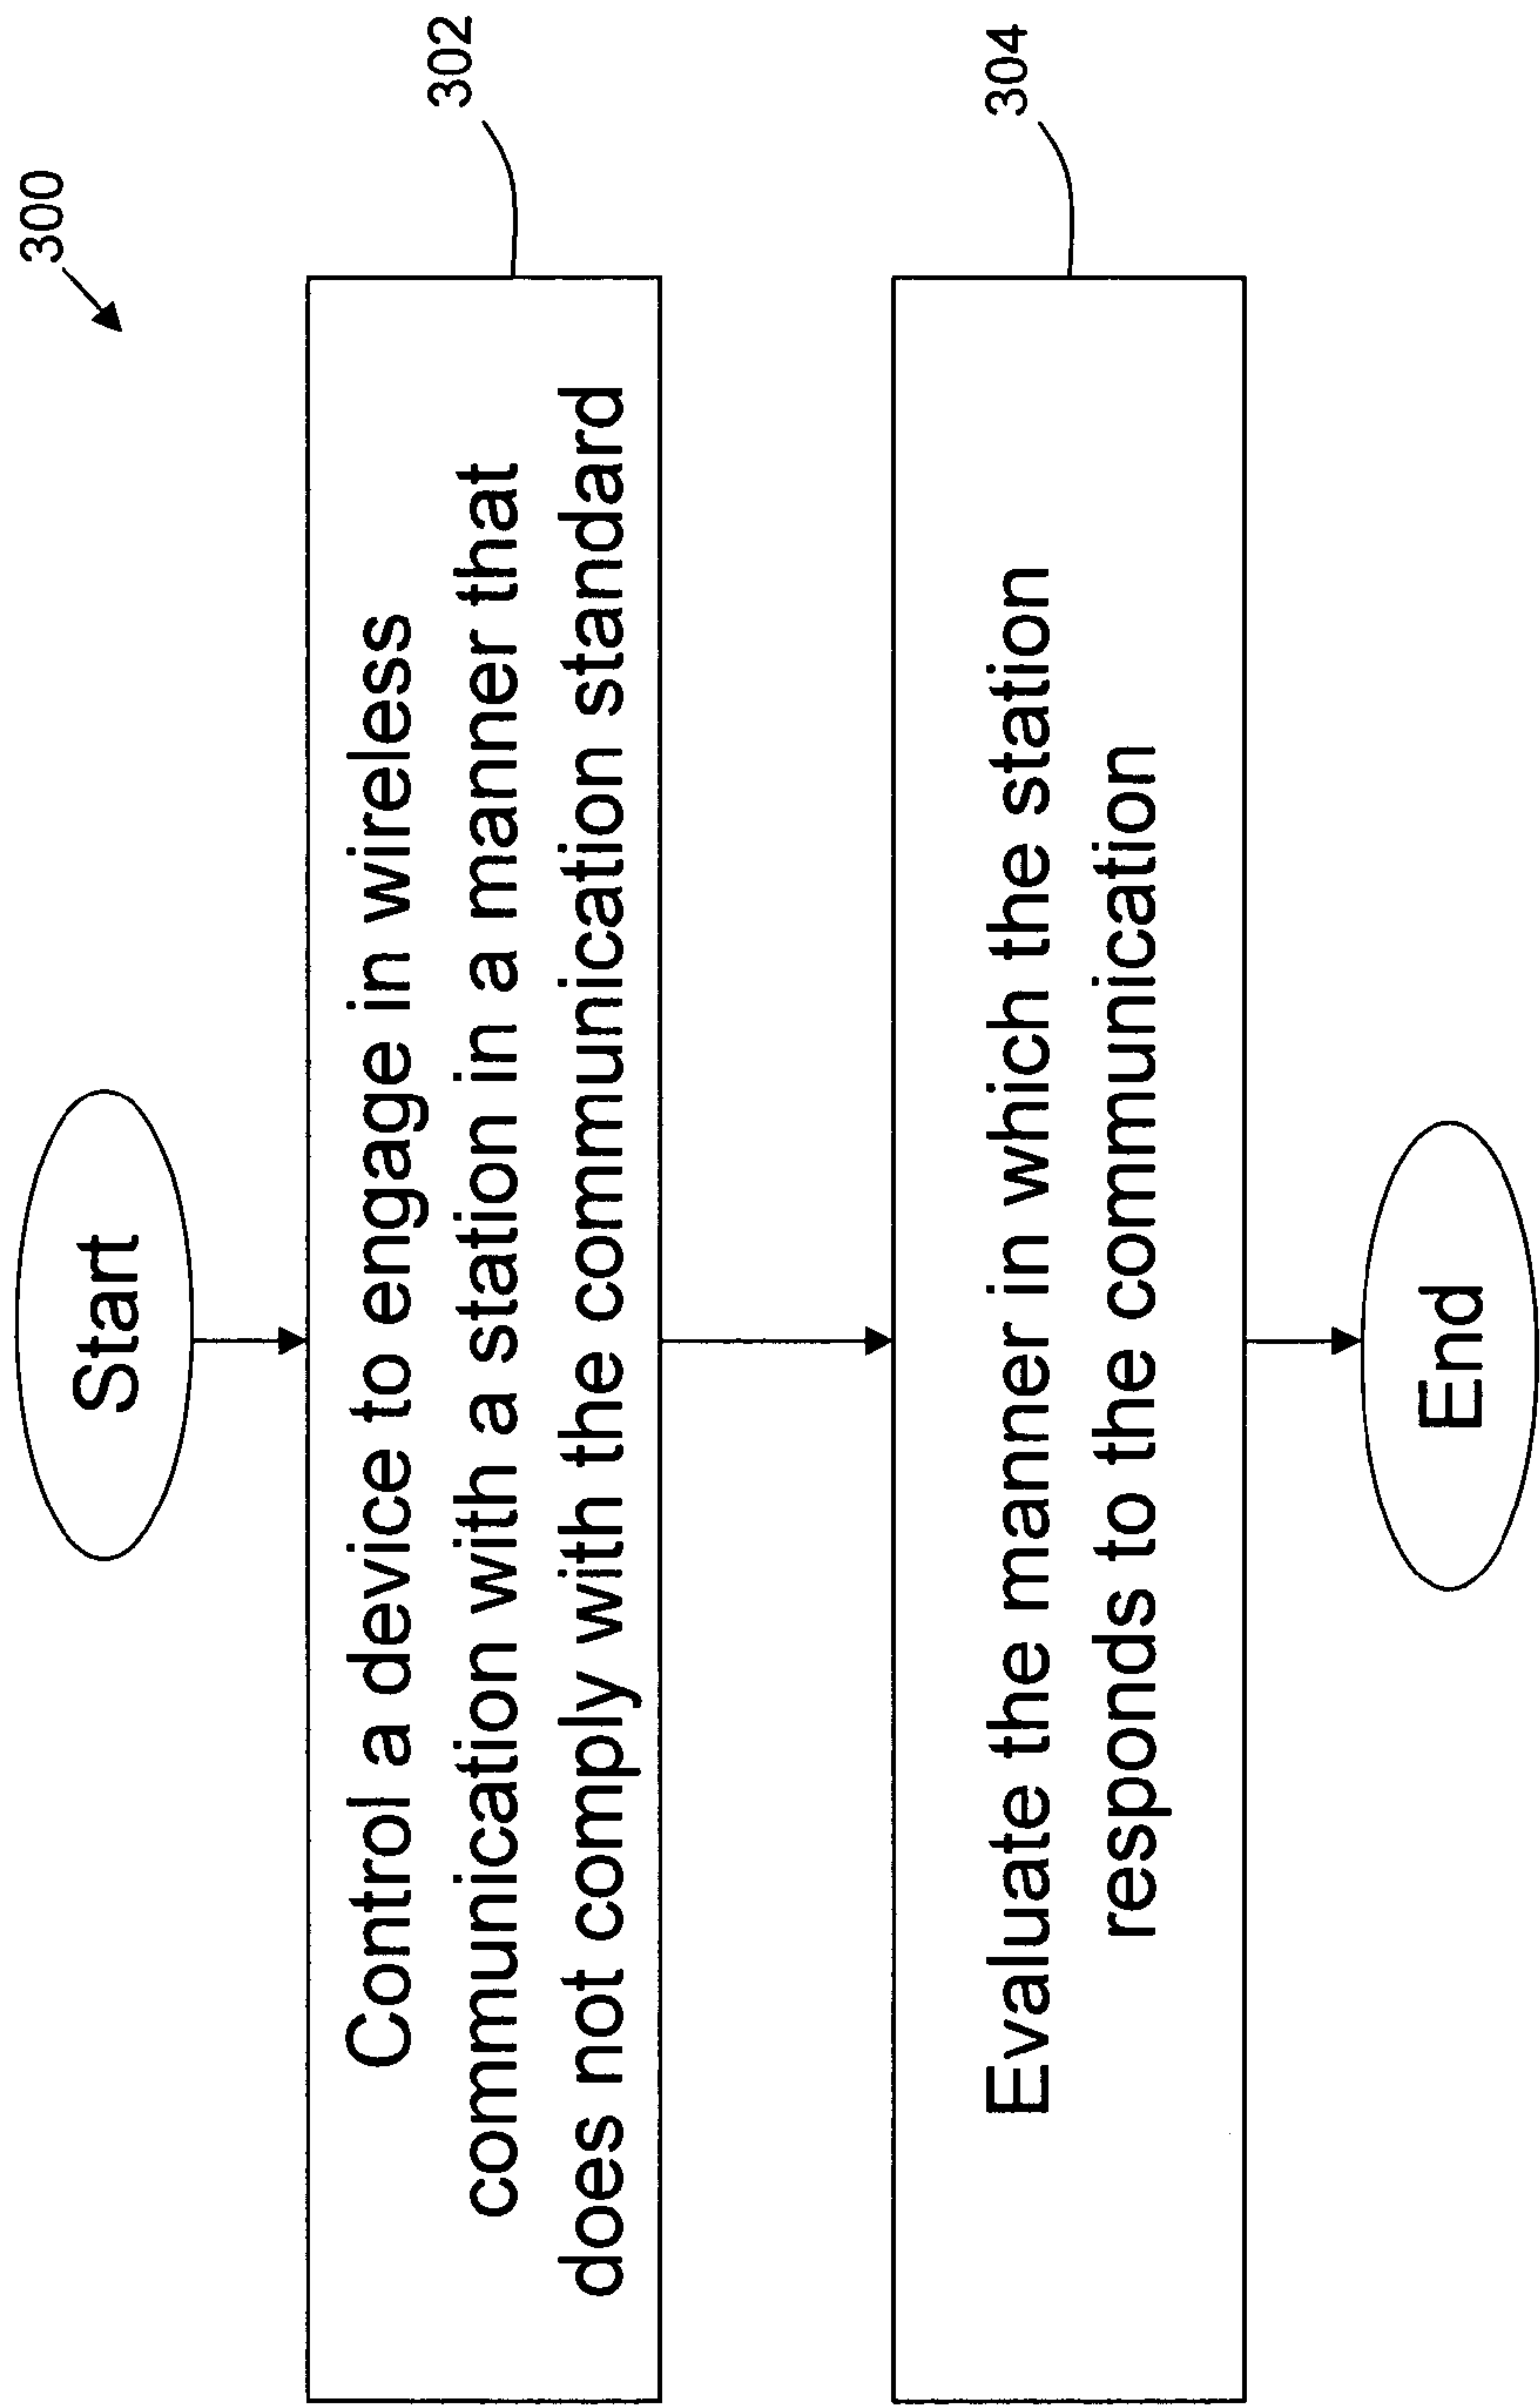 300
Start
302
Control a device to engage in wireless
communication with a station in a manner that
does not comply with the communication standard
304
Evaluate the manner in which the station
responds to the communication
End